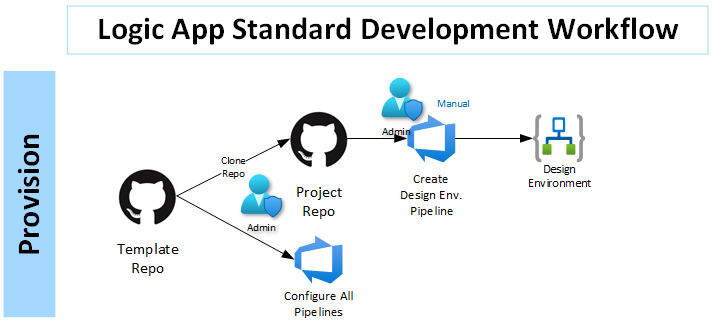 Logic App Standard Development Workflow
Provision
Manual
Admin
Clone
Repo
Create
Design Env.
Pipeline
Design
Environment
Project
Repo
Admin
Template
Repo
Configure All
Pipelines